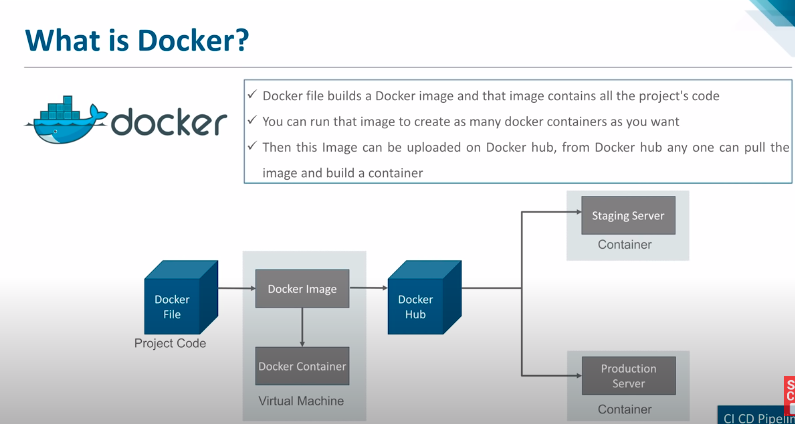 What is Docker?
docker
✓ Docker file builds a Docker image and that image contains all the project's code
✓ You can run that image to create as many docker containers as you want
✓ Then this Image can be uploaded on Docker hub, from Docker hub any one can pull the
image and build a container
Staging Server
Container
Docker
File
Project Code
Docker Image
Docker
Hub
Docker Container
Virtual Machine
Production
Server
Container
S
C
CI CD